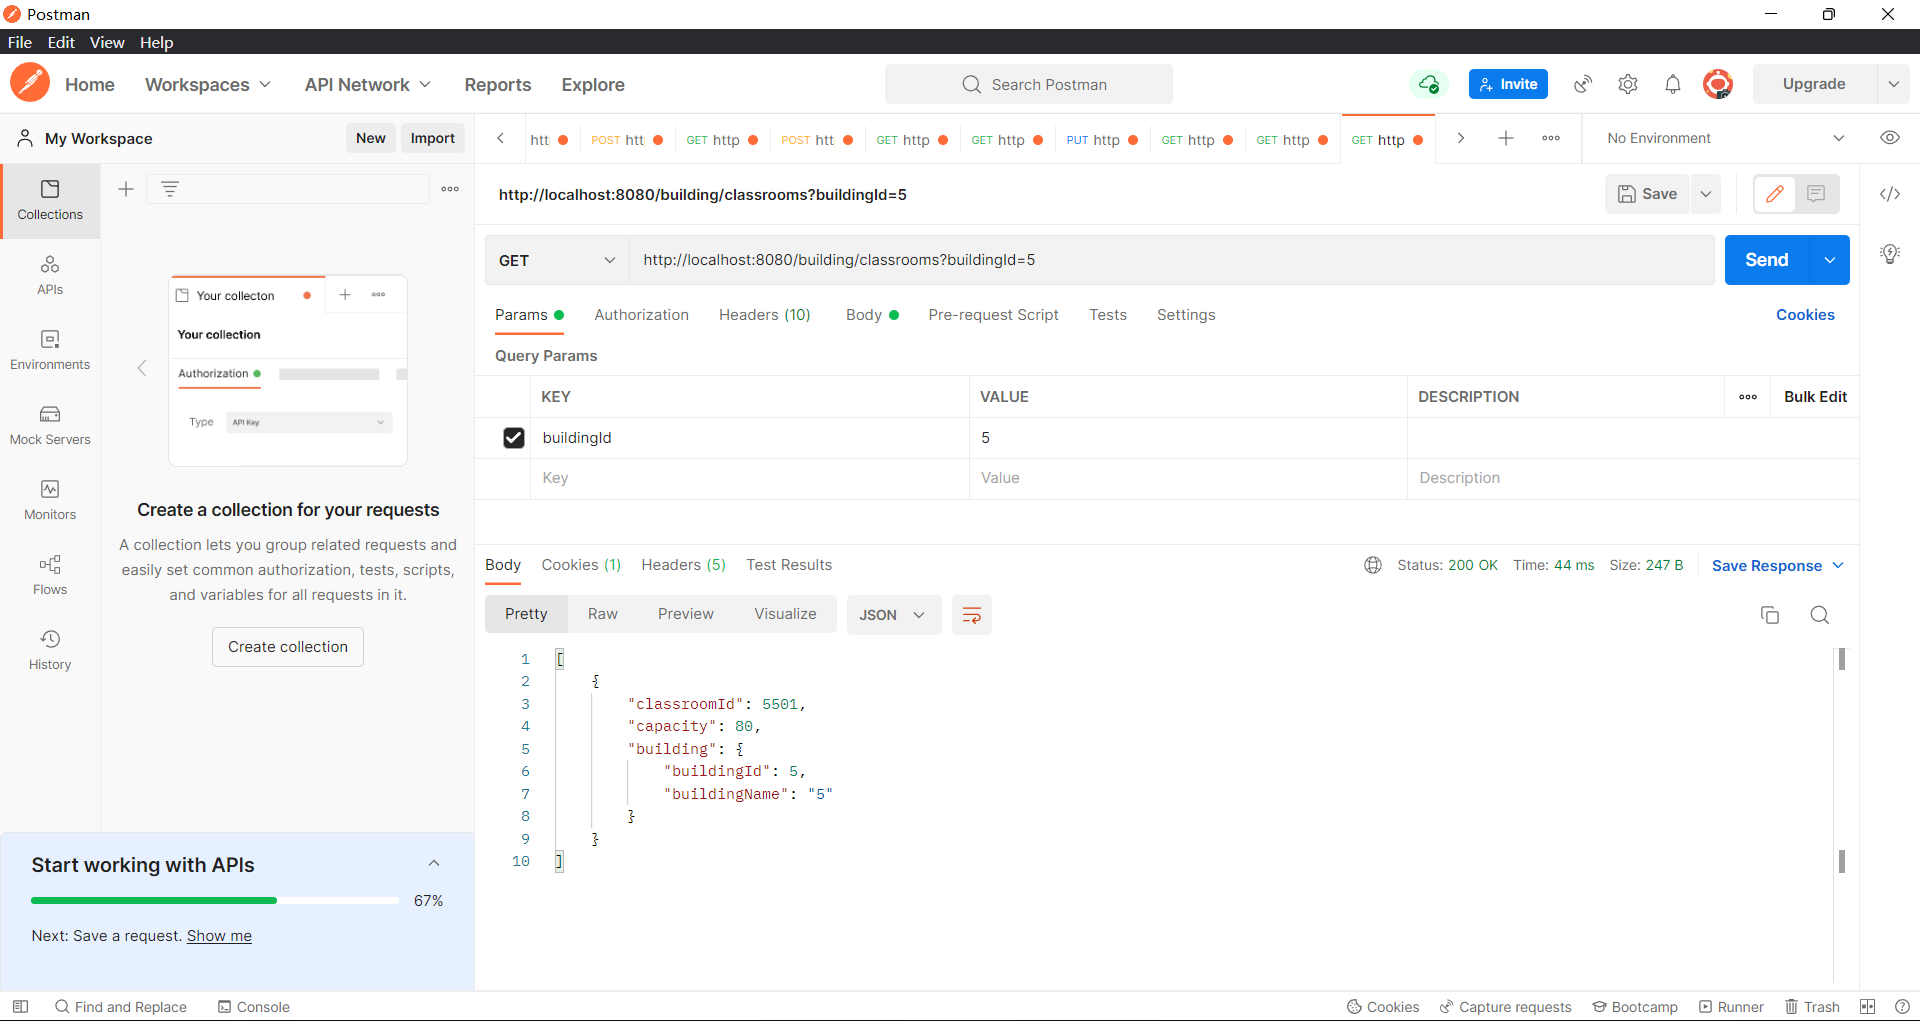 Postman
File Edit View Help
Home Workspaces API Network Reports Explore
Search Postman
Invite
Upgrade
My Workspace
New Import
htt POST htt GET http POST htt GET http GET http PUT http GET http GET http GET http
No Environment
Collections
APIs
Environments
Mock Servers
Monitors
Flows
History
Your collecton
Your collection
Authorization
Type API Key
Create a collection for your requests
A collection lets you group related requests and
easily set common authorization, tests, scripts,
and variables for all requests in it.
Create collection
Start working with APIs
67%
Next: Save a request. Show me
http://localhost:8080/building/classrooms?buildingId=5
Save
GET http://localhost:8080/building/classrooms?buildingId=5
Send
Params Authorization Headers (10) Body Pre-request Script Tests Settings
Cookies
Query Params
KEY VALUE DESCRIPTION Bulk Edit
buildingId 5
Key Value Description
Body Cookies (1) Headers (5) Test Results
Status: 200 OK Time: 44 ms Size: 247 B Save Response
Pretty Raw Preview Visualize JSON
1 [
2 {
3 "classroomId": 5501,
4 "capacity": 80,
5 "building": {
6 "buildingId": 5,
7 "buildingName": "5"
8 }
9 }
10 ]
Find and Replace Console
Cookies Capture requests Bootcamp Runner Trash